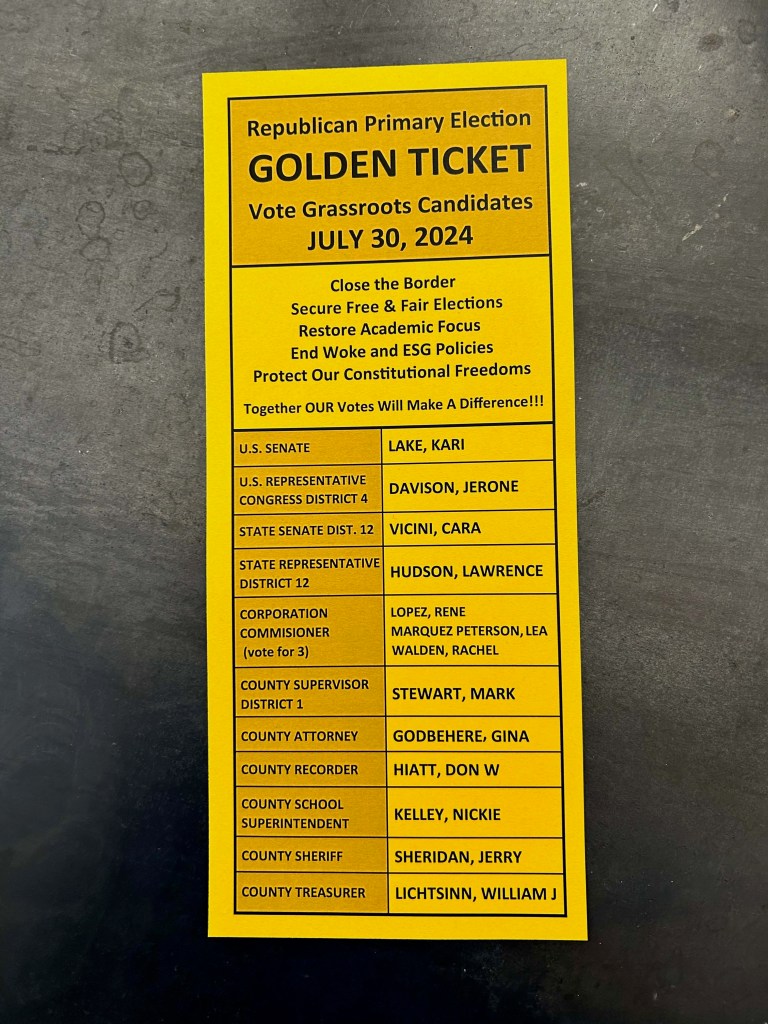 Republican Primary Election
GOLDEN TICKET
Vote Grassroots Candidates
JULY 30, 2024
Close the Border
Secure Free & Fair Elections
Restore Academic Focus
End Woke and ESG Policies
Protect Our Constitutional Freedoms
Together OUR Votes Will Make A Difference!!!
U.S. SENATE LAKE, KARI
U.S. REPRESENTATIVE
CONGRESS DISTRICT 4
DAVISON, JERONE
STATE SENATE DIST. 12 VICINI, CARA
STATE REPRESENTATIVE
DISTRICT 12
HUDSON, LAWRENCE
CORPORATION
COMMISIONER
(vote for 3)
LOPEZ, RENE
MARQUEZ PETERSON, LEA
WALDEN, RACHEL
COUNTY SUPERVISOR
DISTRICT 1
STEWART, MARK
COUNTY ATTORNEY GODBEHERE, GINA
COUNTY RECORDER HIATT, DON W
COUNTY SCHOOL
SUPERINTENDENT
KELLEY, NICKIE
COUNTY SHERIFF SHERIDAN, JERRY
COUNTY TREASURER LICHTSINN, WILLIAM J